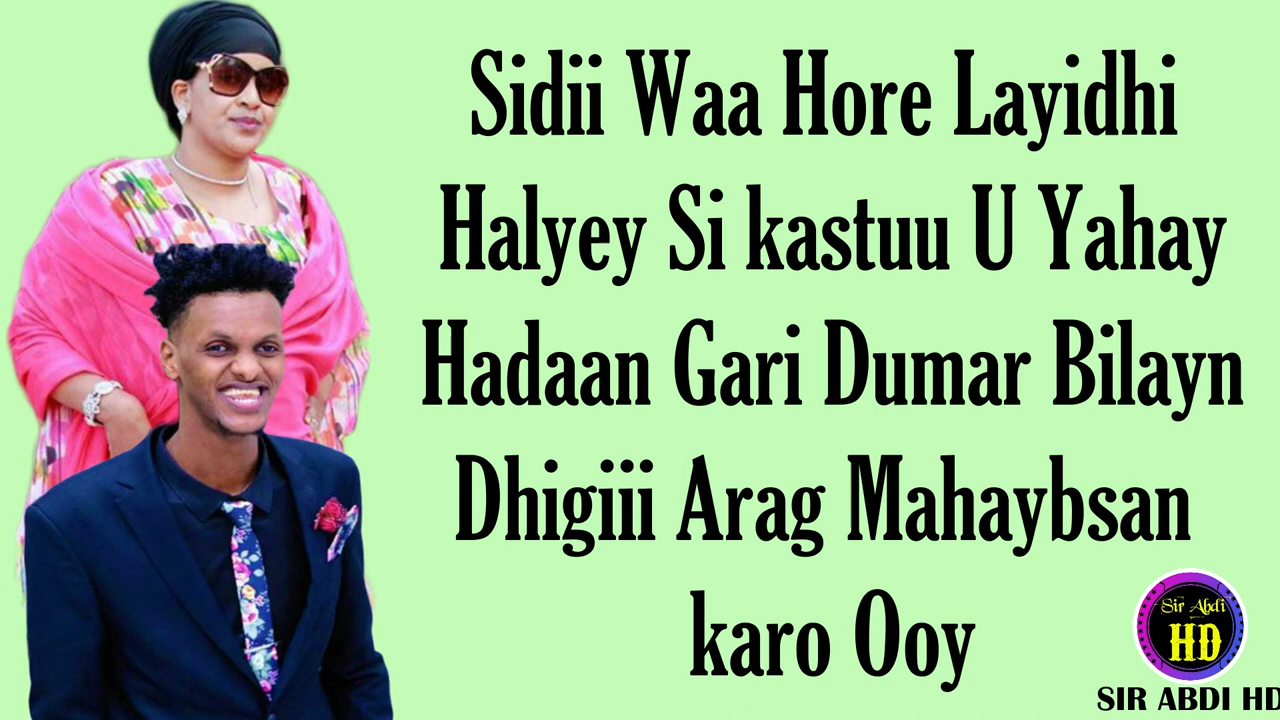 Sidii Waa Hore Layidhi
Halyey Si kastuu U Yahay
Hadaan Gari Dumar Bilayn
Dhigiii Arag Mahaybsan
karo Ooy
Sir Abdi
HD
SIR ABDI HD